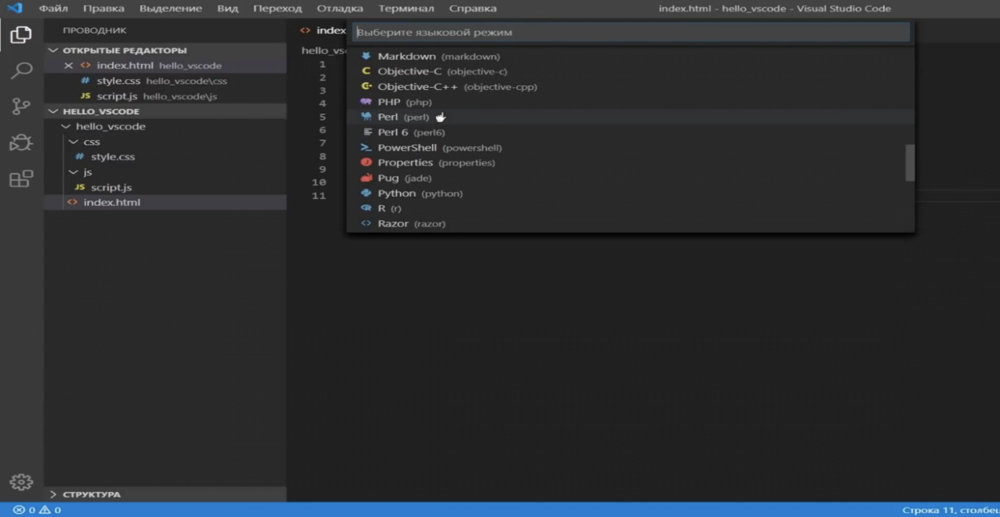 Файл Правка Выделение Вид Переход Отладка Терминал Справка index.html - hello_vscode - Visual Studio Code
ПРОВОДНИК
ОТКРЫТЫЕ РЕДАКТОРЫ
index.html hello_vscode
# style.css hello_vscode\css
JS script.js hello_vscode\js
HELLO_VSCODE
hello_vscode
css
# style.css
js
JS script.js
<> index.html
СТРУКТУРА
<> index
hello_vs
1
2
3
4
5
6
7
8
9
10
11
Выберите языковой режим
Markdown (markdown)
Objective-C (objective-c)
Objective-C++ (objective-cpp)
PHP (php)
Perl (perl)
Perl 6 (perl6)
PowerShell (powershell)
Properties (properties)
Pug (jade)
Python (python)
R (r)
Razor (razor)
0 0 Строка 11, столбец